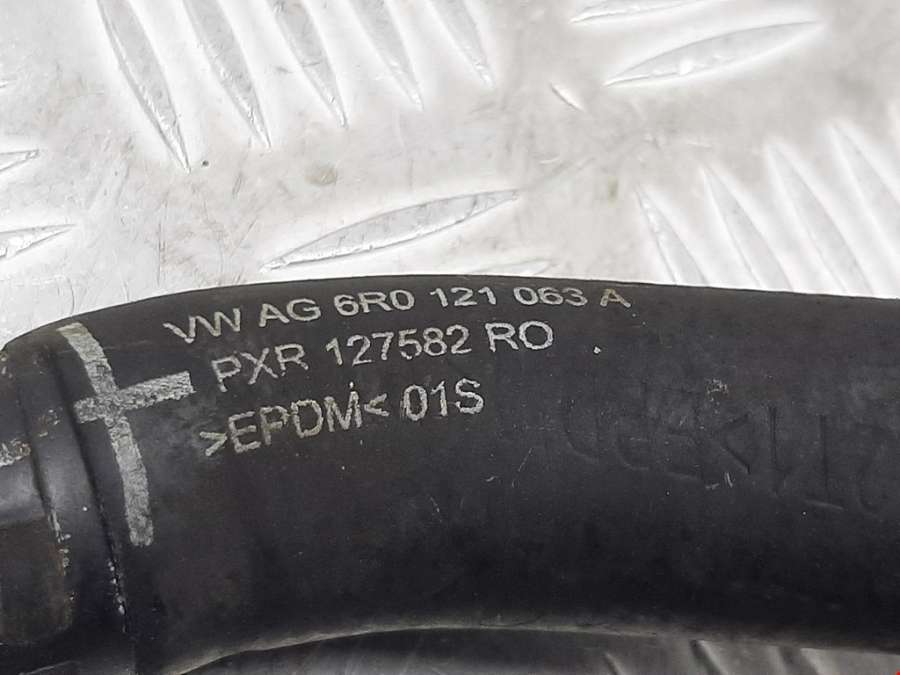 VW AG 6R0 121 063 A
PXR 127582 RO
>EPDM< 01S